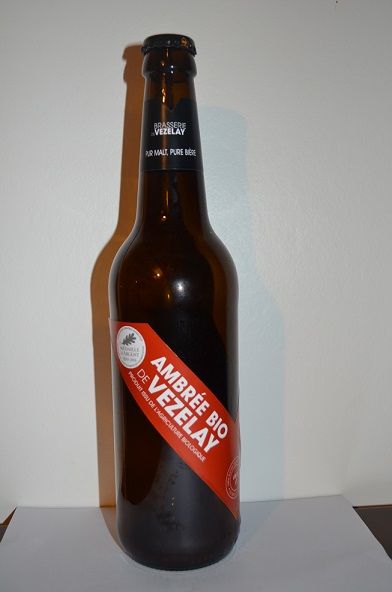 BRASSERIE
DE VEZELAY
PUR MALT, PURE BIÈRE
AMBRÉE BIO
DE VEZELAY
PRODUIT ISSU DE L'AGRICULTURE BIOLOGIQUE